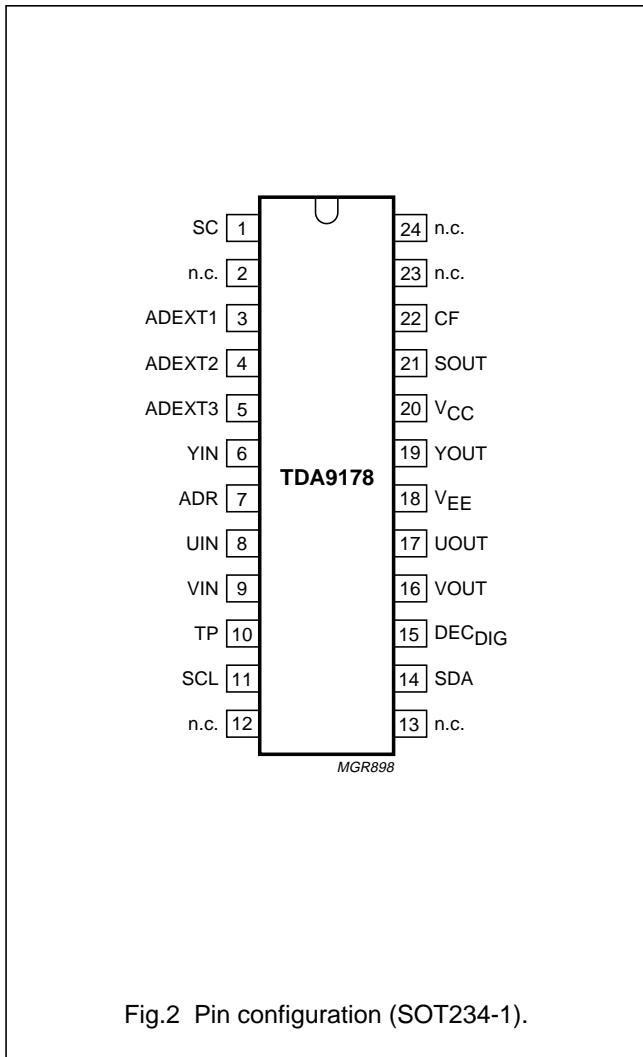 SC 1 24 n.c.
n.c. 2 23 n.c.
ADEXT1 3 22 CF
ADEXT2 4 21 SOUT
ADEXT3 5 20 VCC
YIN 6 19 YOUT
TDA9178
ADR 7 18 VEE
UIN 8 17 UOUT
VIN 9 16 VOUT
TP 10 15 DECDIG
SCL 11 14 SDA
n.c. 12 13 n.c.
MGR898
Fig.2 Pin configuration (SOT234-1).